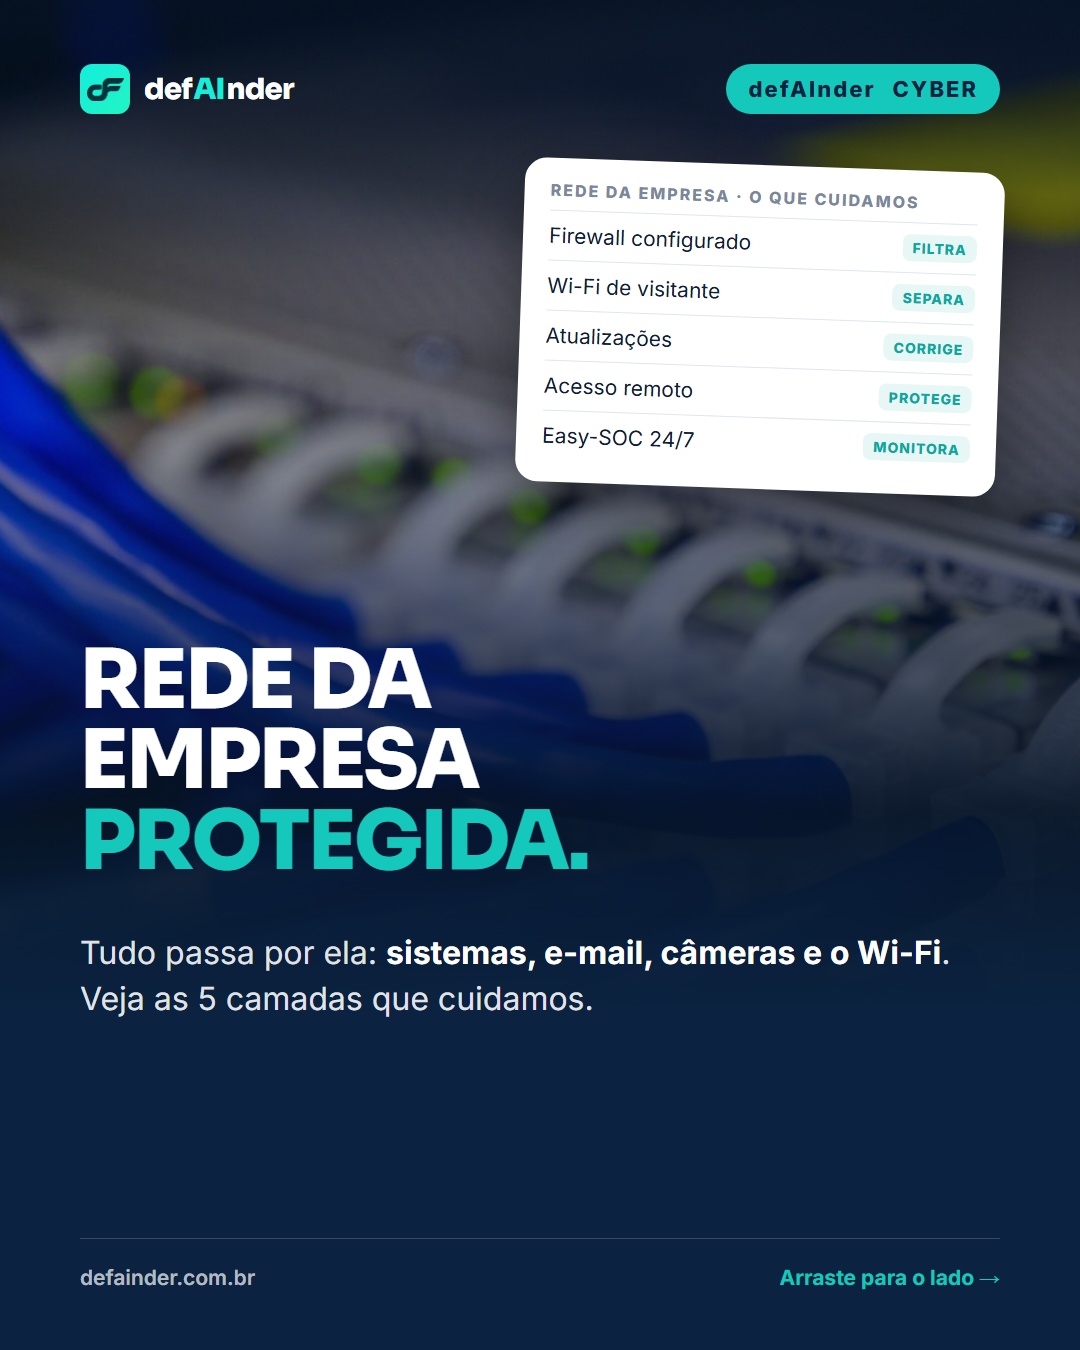 defAInder
defAInder CYBER
REDE DA EMPRESA · O QUE CUIDAMOS
Firewall configurado FILTRA
Wi-Fi de visitante SEPARA
Atualizações CORRIGE
Acesso remoto PROTEGE
Easy-SOC 24/7 MONITORA
REDE DA
EMPRESA
PROTEGIDA.
Tudo passa por ela: sistemas, e-mail, câmeras e o Wi-Fi.
Veja as 5 camadas que cuidamos.
defainder.com.br
Arraste para o lado →